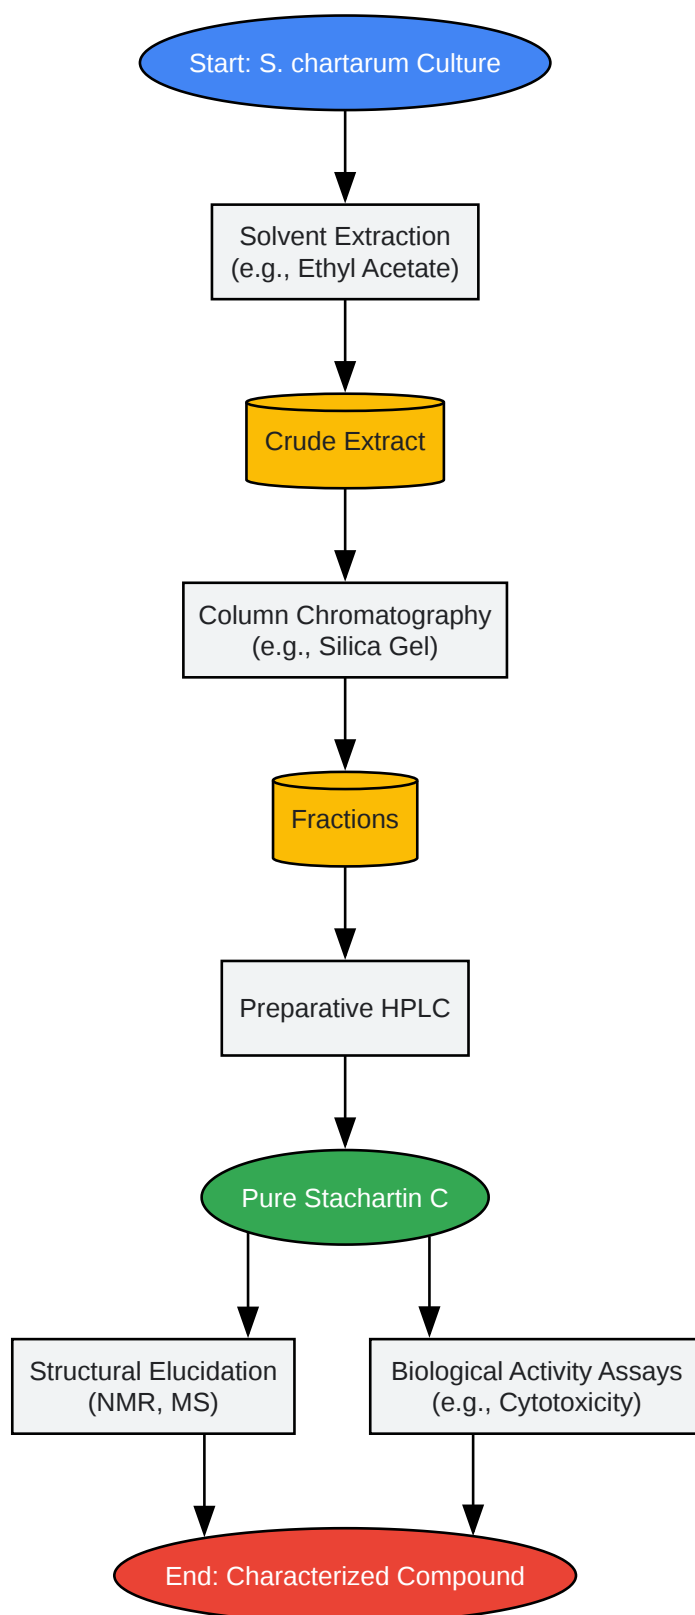 Start: S. chartarum Culture
Solvent Extraction
(e.g., Ethyl Acetate)
Crude Extract
Column Chromatography
(e.g., Silica Gel)
Fractions
Preparative HPLC
Pure Stachartin C
Structural Elucidation
(NMR, MS)
Biological Activity Assays
(e.g., Cytotoxicity)
End: Characterized Compound